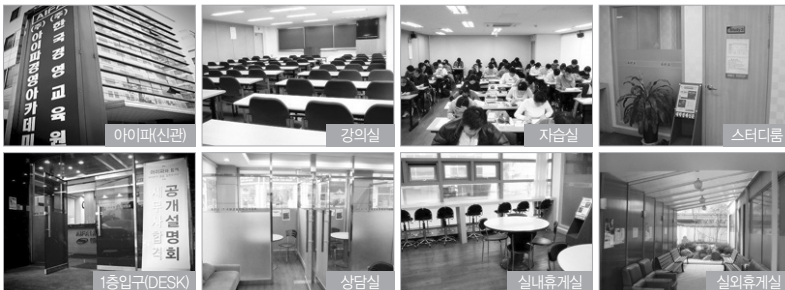 (주)한국경영교육원
(주)아이파경영아카데미
아이파(신관)
강의실
자습실
스터디룸
공개설명회
1층입구(DESK)
상담실
실내휴게실
실외휴게실